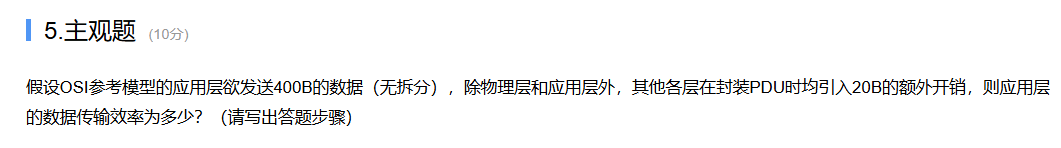 5.主观题 (10分)
假设OSI参考模型的应用层欲发送400B的数据（无拆分），除物理层和应用层外，其他各层在封装PDU时均引入20B的额外开销，则应用层
的数据传输效率为多少？（请写出答题步骤）